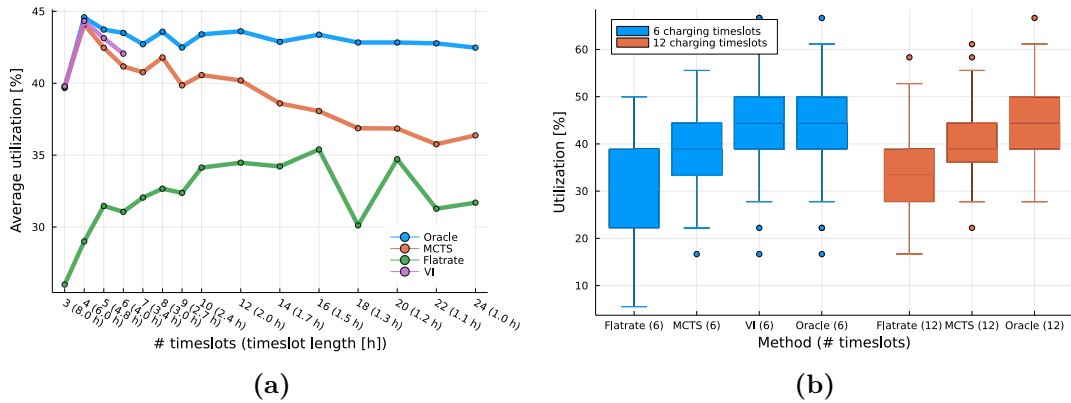 45
40
35
30
Average utilization [%]
Oracle
MCTS
Flatrate
VI
3 (8.0 h)
4 (6.0 h)
5 (4.8 h)
6 (4.0 h)
7 (3.4 h)
8 (3.0 h)
9 (2.7 h)
10 (2.4 h)
12 (2.0 h)
14 (1.7 h)
16 (1.5 h)
18 (1.3 h)
20 (1.2 h)
22 (1.1 h)
24 (1.0 h)
# timeslots (timeslot length [h])
(a)
6 charging timeslots
12 charging timeslots
60
50
40
30
20
10
Utilization [%]
Flatrate (6) MCTS (6) VI (6) Oracle (6) Flatrate (12) MCTS (12) Oracle (12)
Method (# timeslots)
(b)